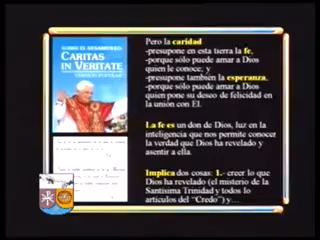 SOBRE EL DESARROLLO:
CARITAS
IN VERITATE
VERSIÓN POPULAR
Pero la caridad
-presupone en esta tierra la fe,
-porque sólo puede amar a Dios
quien le conoce; y
-presupone también la esperanza,
-porque sólo puede amar a Dios
quien pone su deseo de felicidad en
la unión con Él.
La fe es un don de Dios, luz en la
inteligencia que nos permite conocer
la verdad que Dios ha revelado y
asentir a ella.
Implica dos cosas: 1.- creer lo que
Dios ha revelado (el misterio de la
Santísima Trinidad y todos lo
artículos del “Credo”) y…